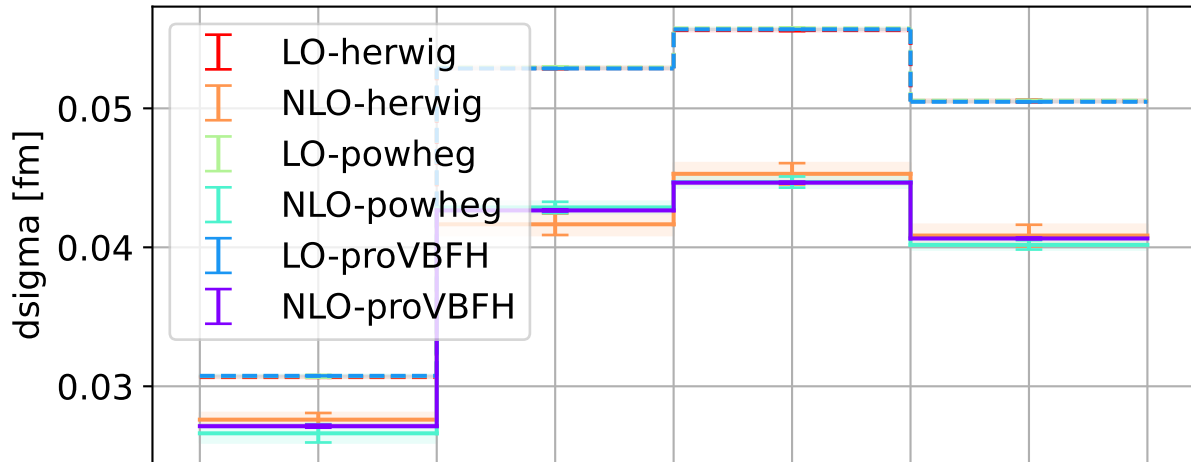 LO-herwig
NLO-herwig
LO-powheg
NLO-powheg
LO-proVBFH
NLO-proVBFH
0.05
0.04
0.03
dsigma [fm]